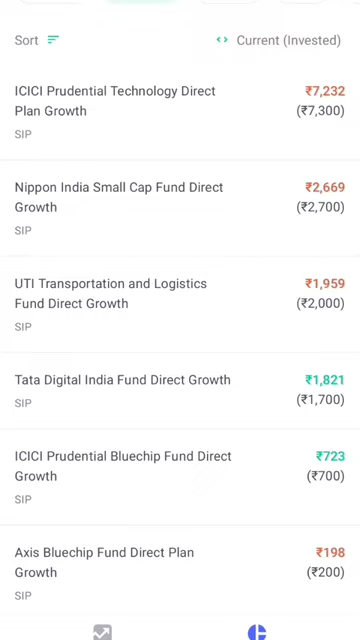 Sort
Current (Invested)
ICICI Prudential Technology Direct ₹7,232
Plan Growth (₹7,300)
SIP
Nippon India Small Cap Fund Direct ₹2,669
Growth (₹2,700)
SIP
UTI Transportation and Logistics ₹1,959
Fund Direct Growth (₹2,000)
SIP
Tata Digital India Fund Direct Growth ₹1,821
SIP (₹1,700)
ICICI Prudential Bluechip Fund Direct ₹723
Growth (₹700)
SIP
Axis Bluechip Fund Direct Plan ₹198
Growth (₹200)
SIP